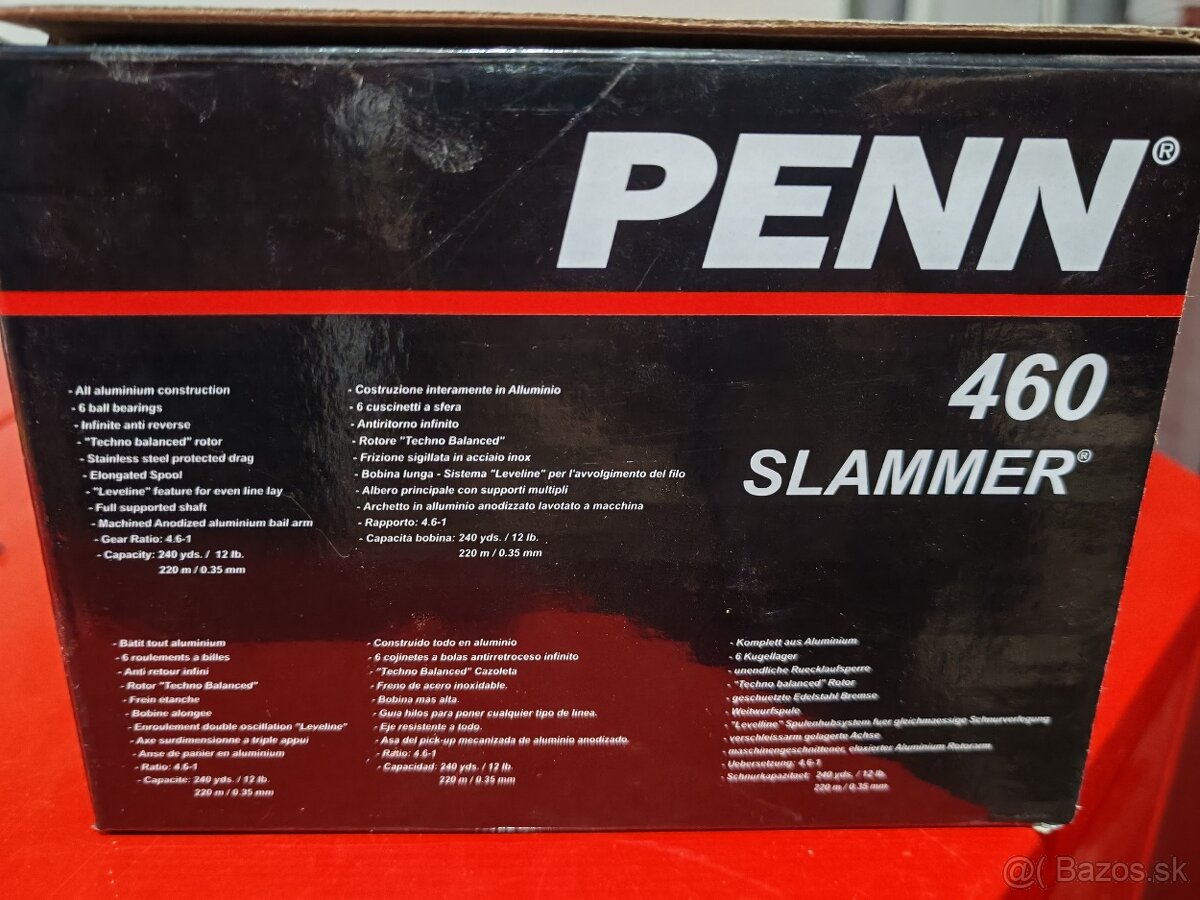 PENN®
460
SLAMMER®
- All aluminium construction
- 6 ball bearings
- Infinite anti reverse
- "Techno balanced" rotor
- Stainless steel protected drag
- Elongated Spool
- "Leveline" feature for even line lay
- Full supported shaft
- Machined Anodized aluminium bail arm
- Gear Ratio: 4.6-1
- Capacity: 240 yds. / 12 lb.
220 m / 0.35 mm
- Costruzione interamente in Alluminio
- 6 cuscinetti a sfera
- Antiritorno infinito
- Rotore "Techno Balanced"
- Frizione sigillata in acciaio inox
- Bobina lunga - Sistema "Leveline" per l'avvolgimento del filo
- Albero principale con supporti multipli
- Archetto in alluminio anodizzato lavotato a macchina
- Rapporto: 4.6-1
- Capacità bobina: 240 yds. / 12 lb.
220 m / 0.35 mm
- Bâtit tout aluminium
- 6 roulements a billes
- Anti retour infini
- Rotor "Techno Balanced"
- Frein etanche
- Bobine alongee
- Enroulement double oscillation "Leveline"
- Axe surdimensionne a triple appui
- Anse de panier en aluminium
- Ratio: 4.6-1
- Capacite: 240 yds. / 12 lb.
220 m / 0.35 mm
- Construido todo en aluminio
- 6 cojinetes a bolas antirretroceso infinito
- "Techno Balanced" Cazoleta
- Freno de acero inoxidable.
- Bobina mas alta.
- Guia hilos para poner cualquier tipo de linea.
- Eje resistente a todo.
- Asa del pick-up mecanizada de aluminio anodizado.
- Ratio: 4.6-1
- Capacidad: 240 yds. / 12 lb.
220 m / 0.35 mm
- Komplett aus Aluminium
- 6 Kugellager
- unendliche Ruecklaufsperre
- "Techno balanced" Rotor
- geschuetzte Edelstahl Bremse
- Weitwurfspule
- "Levelline" Spulenhubsystem fuer gleichmaessige Schnurverlegung
- verschleissarm gelagerte Achse
- maschinengeschnittener, eloxierter Aluminium Rotorarm
- Uebersetzung: 4.6-1
- Schnurkapazitaet: 240 yds. / 12 lb.
220 m / 0.35 mm
@( Bazos.sk